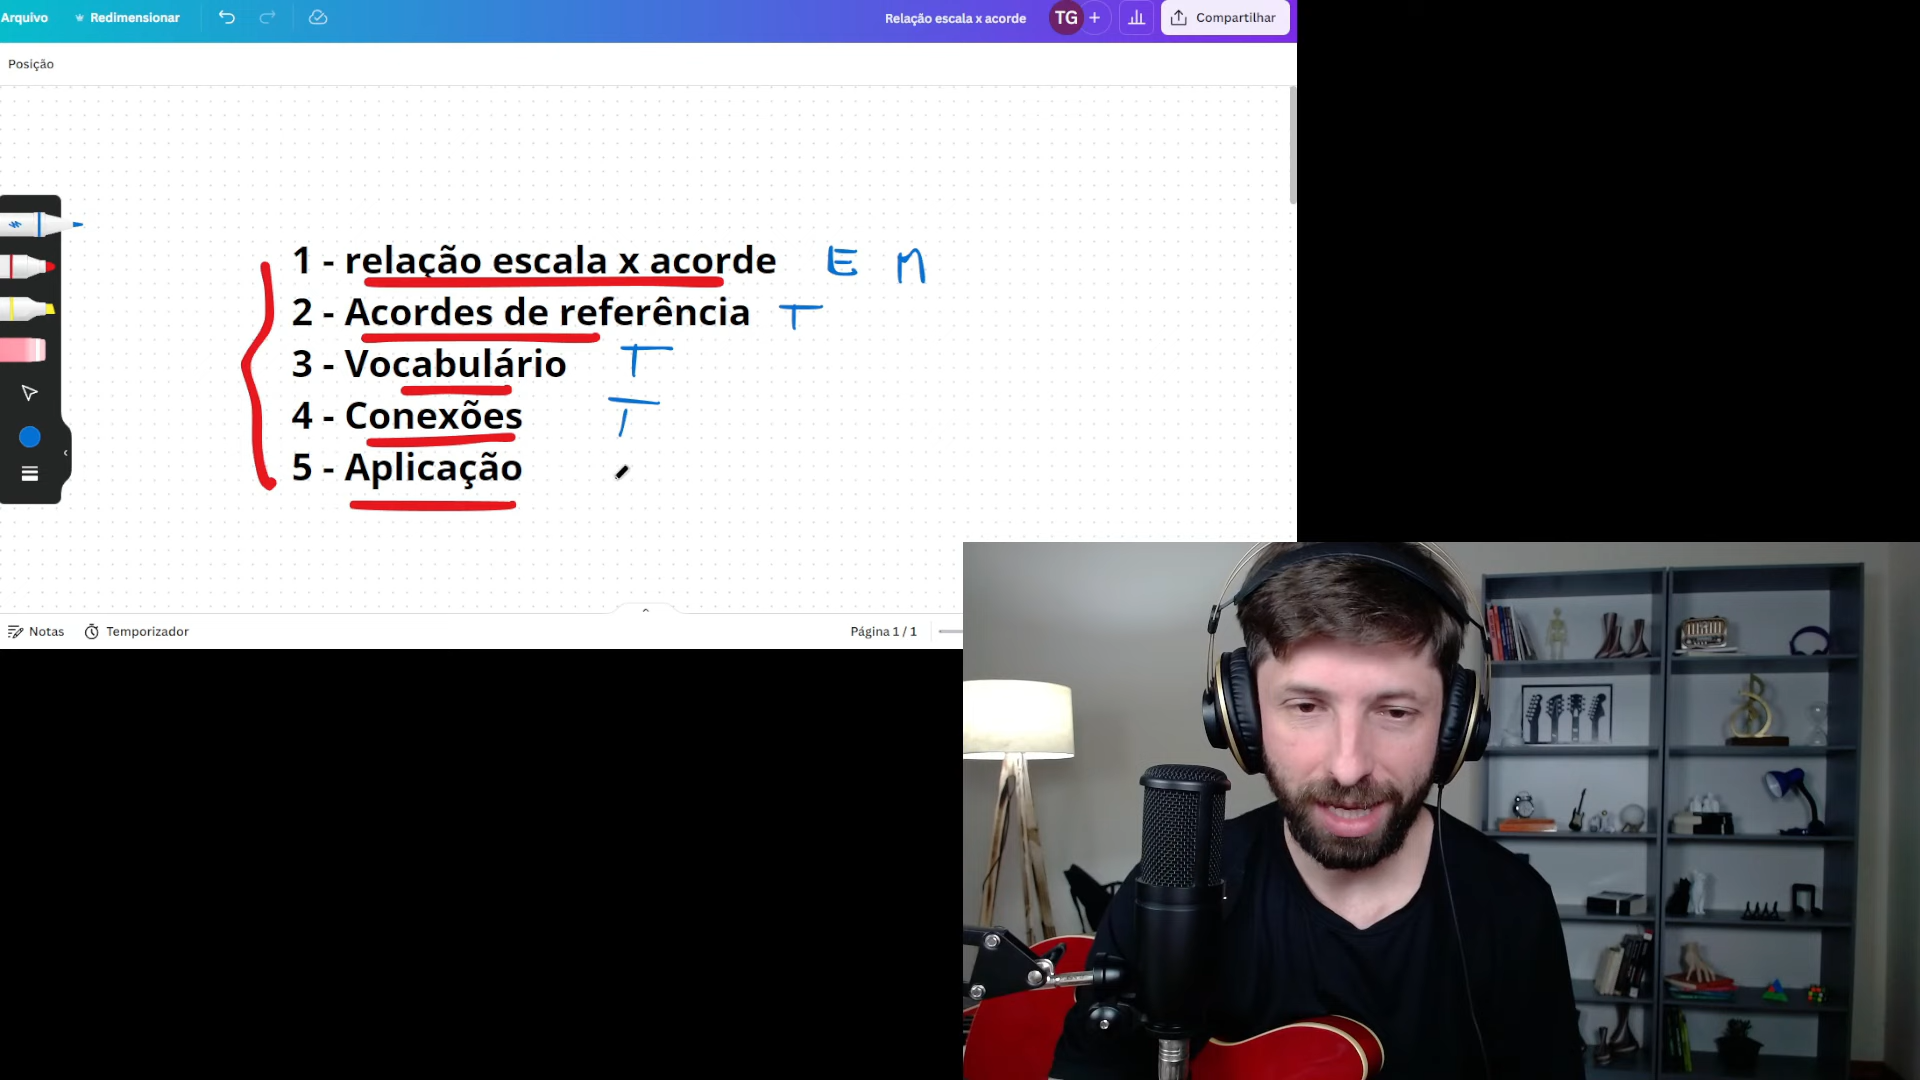 Arquivo Redimensionar Relação escala x acorde TG + Compartilhar
Posição
1 - relação escala x acorde E M
2 - Acordes de referência T
3 - Vocabulário T
4 - Conexões T
5 - Aplicação
Notas Temporizador Página 1 / 1